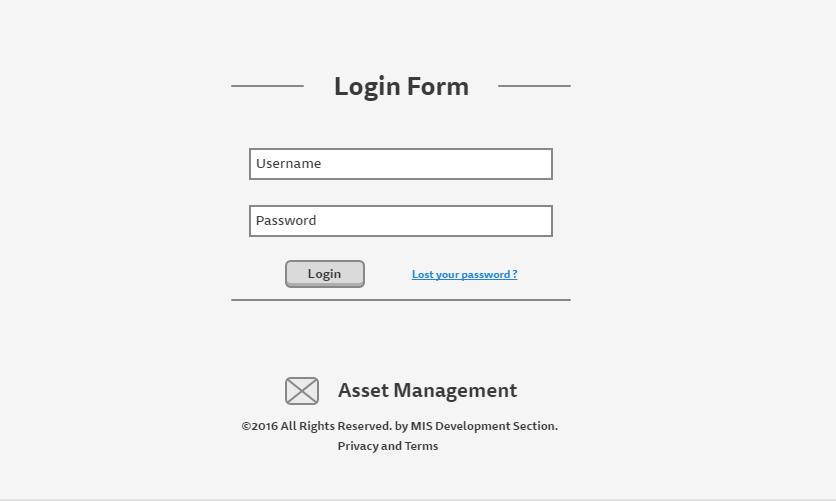 Login Form
Username
Password
Login
Lost your password ?
Asset Management
©2016 All Rights Reserved. by MIS Development Section.
Privacy and Terms